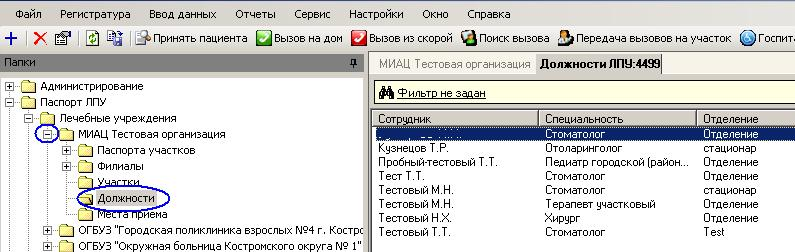 Файл Регистратура Ввод данных Отчеты Сервис Настройки Окно Справка
Принять пациента Вызов на дом Вызов из скорой Поиск вызова Передача вызовов на участок Госпит
Папки
Администрирование
Паспорт ЛПУ
Лечебные учреждения
МИАЦ Тестовая организация
Паспорта участков
Филиалы
Участки
Должности
Места приема
ОГБУЗ "Городская поликлиника взрослых №4 г. Костро
ОГБУЗ "Окружная больница Костромского округа № 1"
МИАЦ Тестовая организация Должности ЛПУ:4499
Фильтр не задан
Сотрудник Специальность Отделение
Стоматолог Отделение
Кузнецов Т.Р. Отоларинголог стационар
Пробный-тестовый Т.Т. Педиатр городской (район... Отделение
Тест Т.Т. Стоматолог Отделение
Тестовый М.Н. Стоматолог стационар
Тестовый М.Н. Терапевт участковый Отделение
Тестовый Н.Х. Хирург Отделение
Тестовый Т.Т. Стоматолог Test